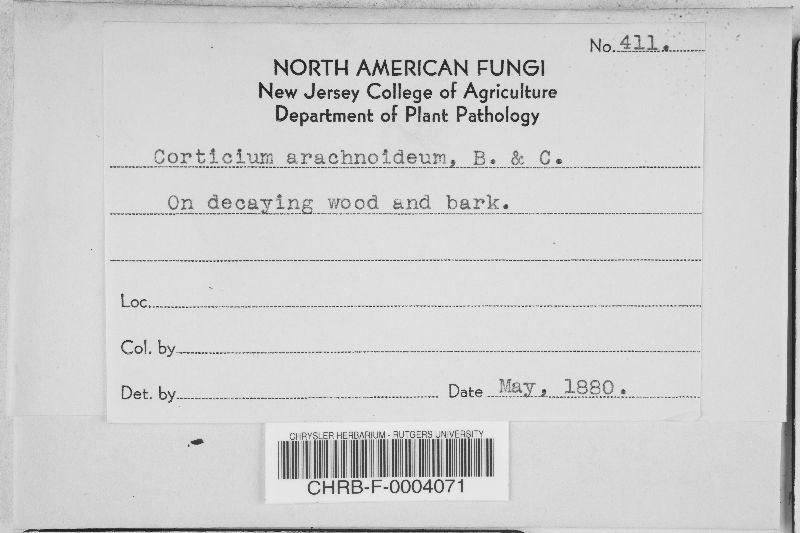 No. 411.
NORTH AMERICAN FUNGI
New Jersey College of Agriculture
Department of Plant Pathology
Corticium arachnoideum, B. & C.
On decaying wood and bark.
Loc.
Col. by
Det. by
Date May, 1880.
CHRYSLER HERBARIUM - RUTGERS UNIVERSITY
CHRB-F-0004071